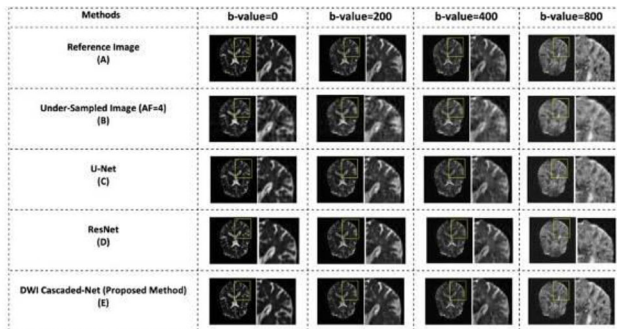 Methods b-value=0 b-value=200 b-value=400 b-value=800
Reference Image
(A)
Under-Sampled Image (AF=4)
(B)
U-Net
(C)
ResNet
(D)
DWI Cascaded-Net (Proposed Method)
(E)